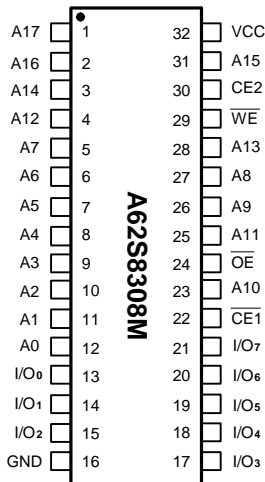 A17 1 32 VCC
A16 2 31 A15
A14 3 30 CE2
A12 4 29 W̅E̅
A7 5 28 A13
A6 6 27 A8
A5 7 26 A9
A4 8 25 A11
A3 9 24 O̅E̅
A2 10 23 A10
A1 11 22 C̅E̅1̅
A0 12 21 I/O₇
I/O₀ 13 20 I/O₆
I/O₁ 14 19 I/O₅
I/O₂ 15 18 I/O₄
GND 16 17 I/O₃
A62S8308M